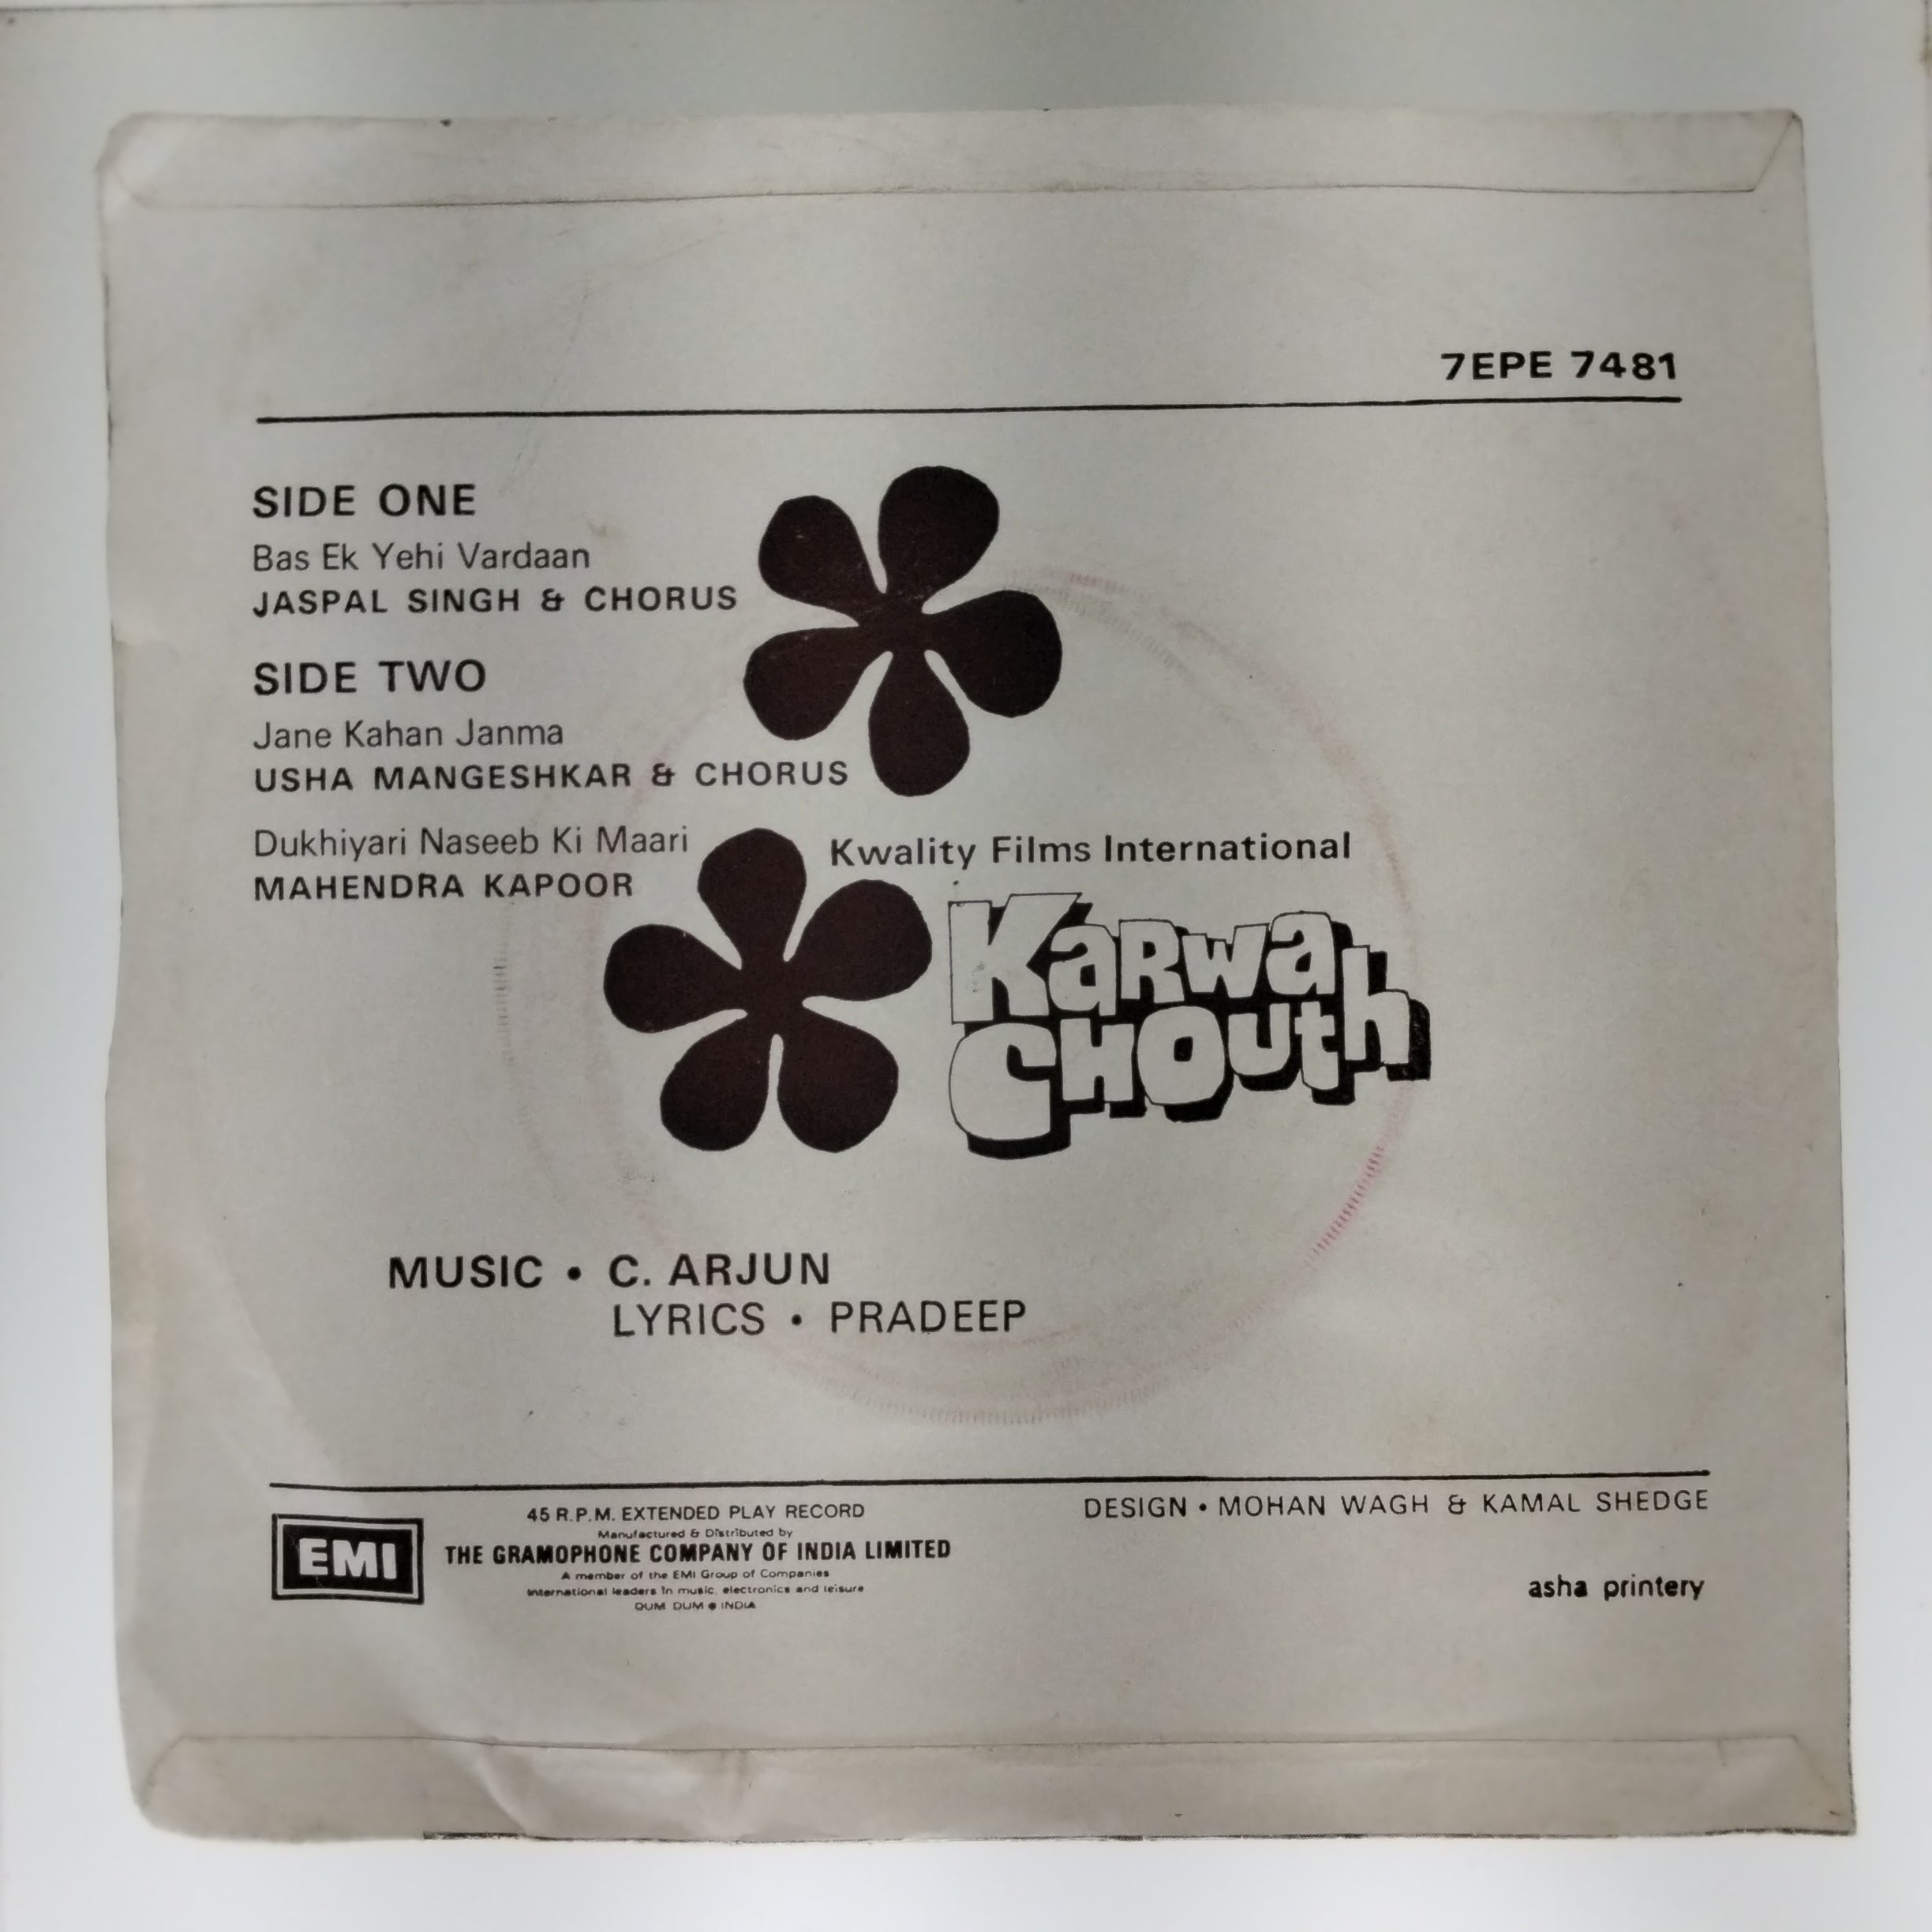 7EPE 7481
SIDE ONE
Bas Ek Yehi Vardaan
JASPAL SINGH & CHORUS
SIDE TWO
Jane Kahan Janma
USHA MANGESHKAR & CHORUS
Dukhiyari Naseeb Ki Maari
MAHENDRA KAPOOR
Kwality Films International
KaRwa
CHOuth
MUSIC • C. ARJUN
LYRICS • PRADEEP
EMI
45 R.P.M. EXTENDED PLAY RECORD
Manufactured & Distributed by
THE GRAMOPHONE COMPANY OF INDIA LIMITED
A member of the EMI Group of Companies
International leaders in music, electronics and leisure
DUM DUM • INDIA
DESIGN • MOHAN WAGH & KAMAL SHEDGE
asha printery